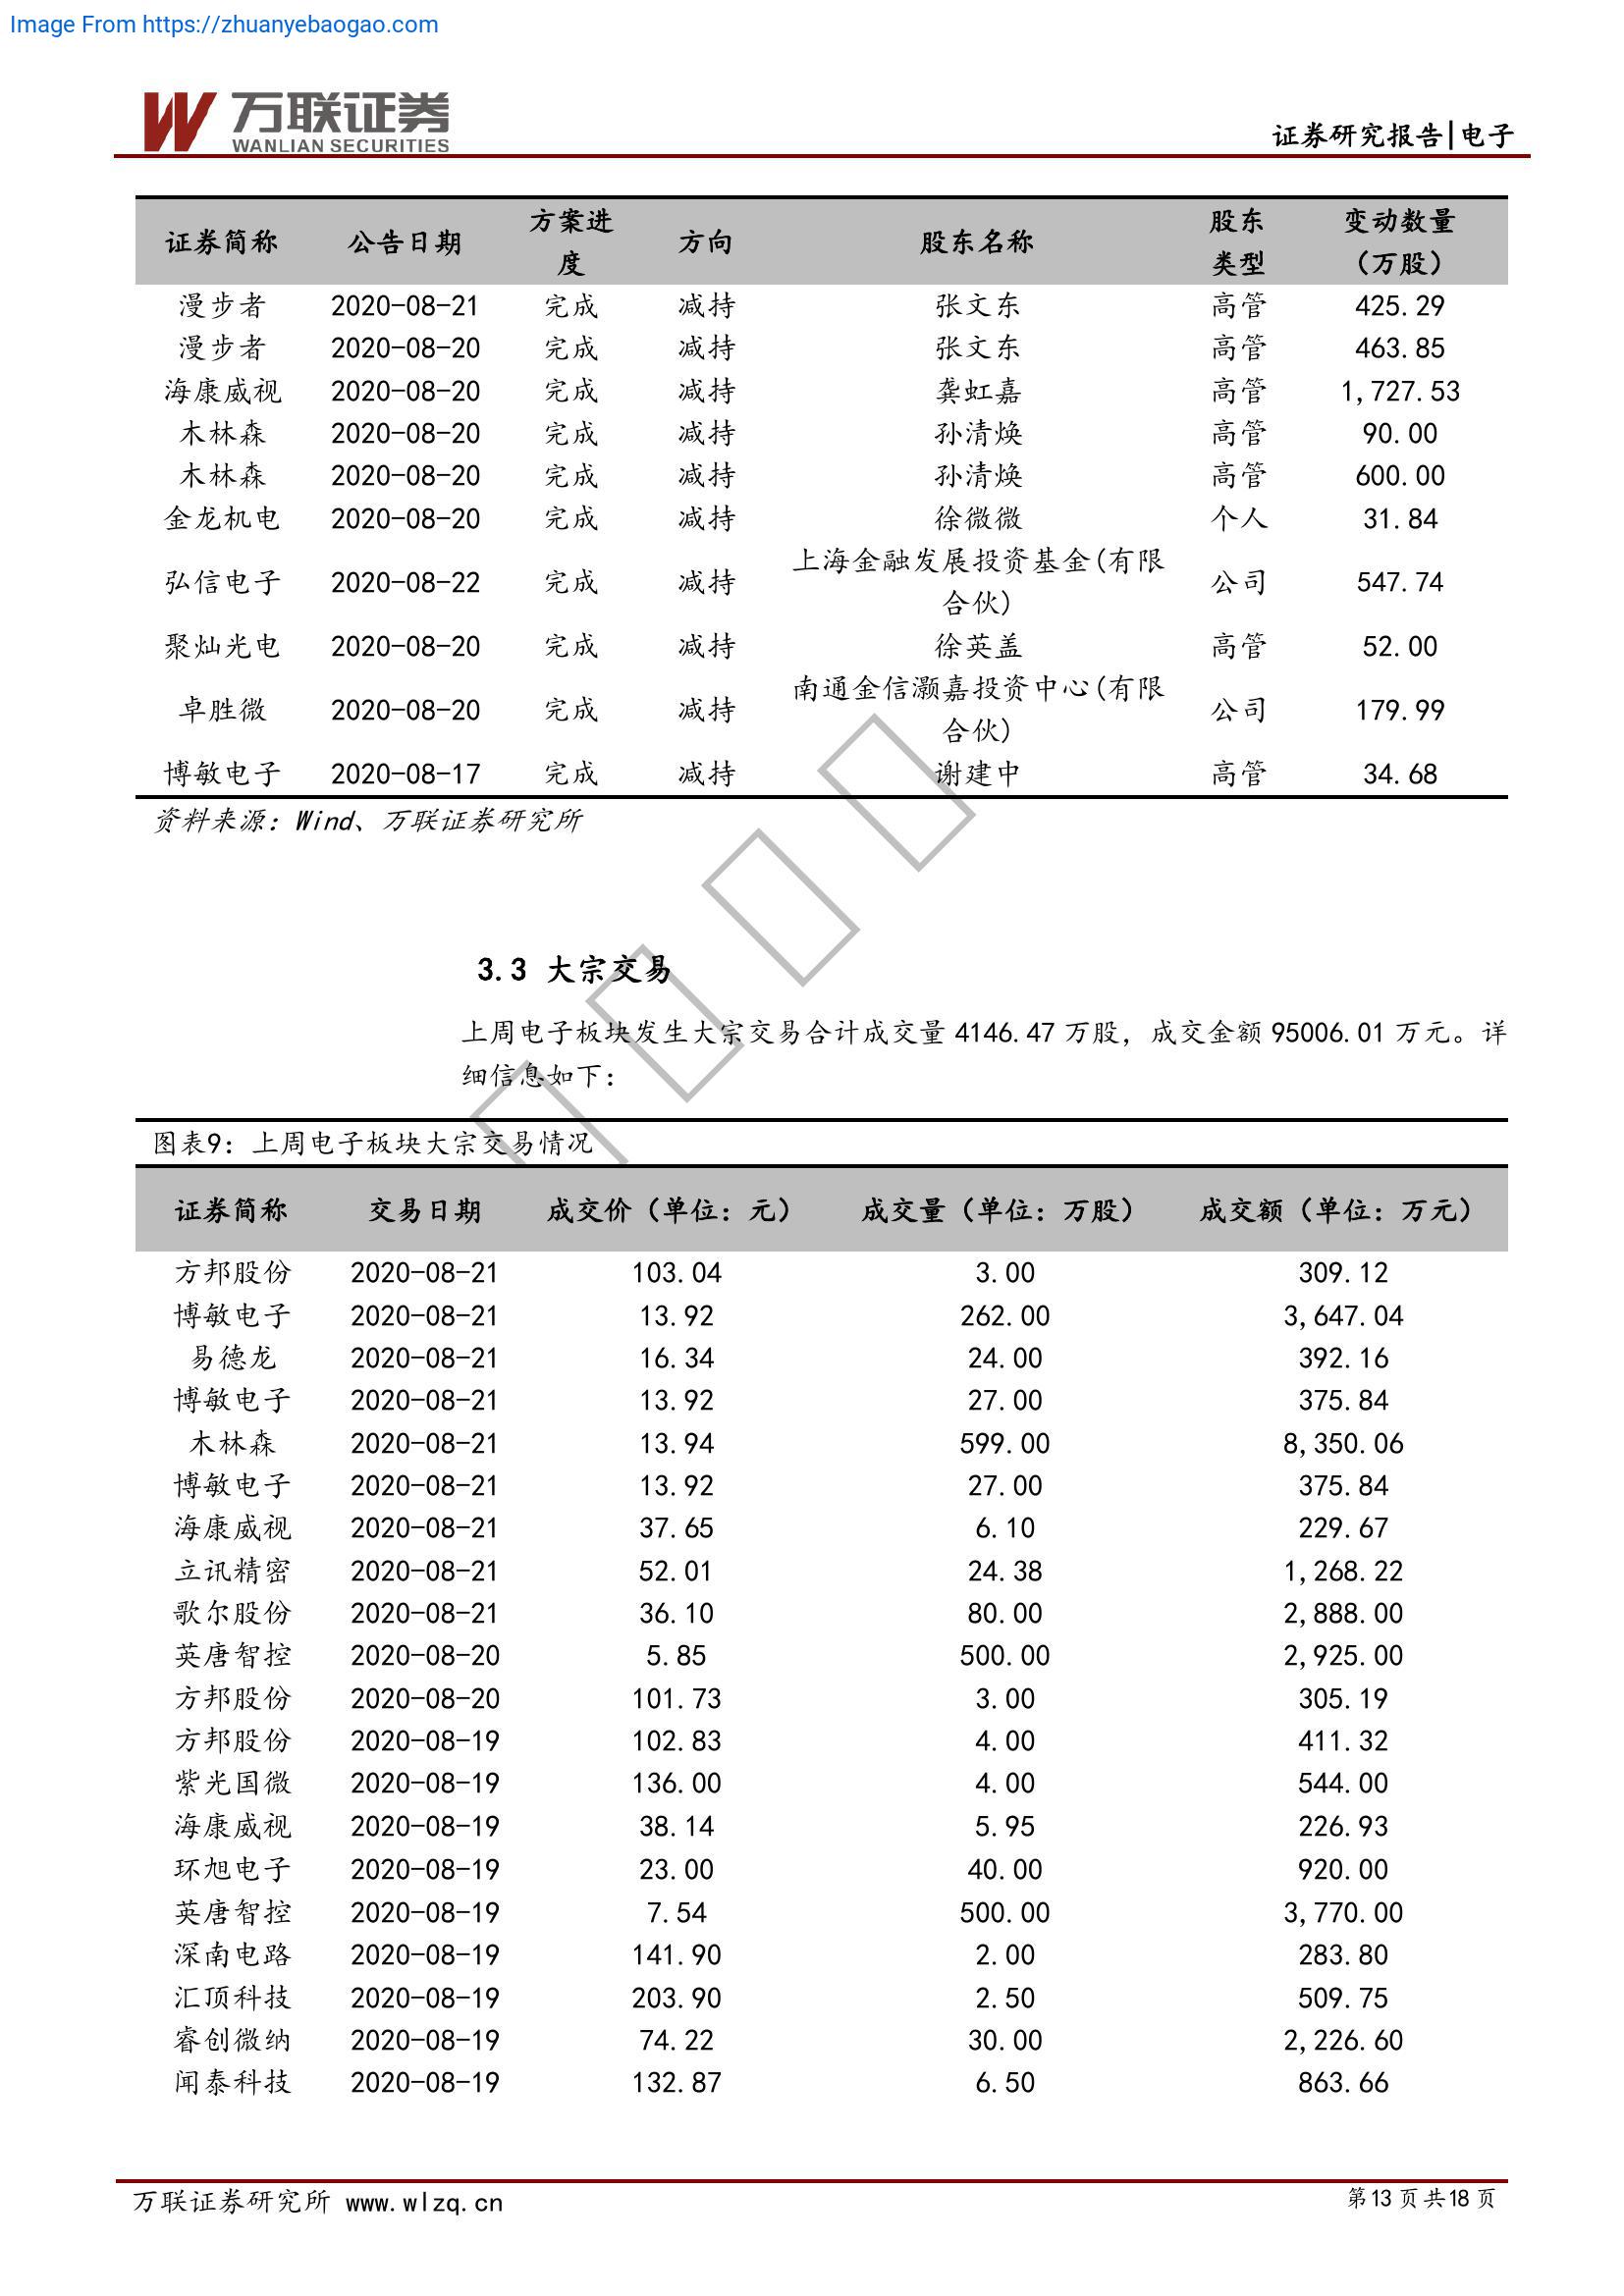 Image From https://zhuanyebaogao.com
万联证券
WANLIAN SECURITIES
证券研究报告|电子
证券简称 公告日期 方案进度 方向 股东名称 股东类型 变动数量（万股）
漫步者 2020-08-21 完成 减持 张文东 高管 425.29
漫步者 2020-08-20 完成 减持 张文东 高管 463.85
海康威视 2020-08-20 完成 减持 龚虹嘉 高管 1,727.53
木林森 2020-08-20 完成 减持 孙清焕 高管 90.00
木林森 2020-08-20 完成 减持 孙清焕 高管 600.00
金龙机电 2020-08-20 完成 减持 徐微微 个人 31.84
弘信电子 2020-08-22 完成 减持 上海金融发展投资基金(有限合伙) 公司 547.74
聚灿光电 2020-08-20 完成 减持 徐英盖 高管 52.00
卓胜微 2020-08-20 完成 减持 南通金信灏嘉投资中心(有限合伙) 公司 179.99
博敏电子 2020-08-17 完成 减持 谢建中 高管 34.68
资料来源：Wind、万联证券研究所
3.3 大宗交易
上周电子板块发生大宗交易合计成交量 4146.47 万股，成交金额 95006.01 万元。详
细信息如下：
图表9：上周电子板块大宗交易情况
证券简称 交易日期 成交价（单位：元） 成交量（单位：万股） 成交额（单位：万元）
方邦股份 2020-08-21 103.04 3.00 309.12
博敏电子 2020-08-21 13.92 262.00 3,647.04
易德龙 2020-08-21 16.34 24.00 392.16
博敏电子 2020-08-21 13.92 27.00 375.84
木林森 2020-08-21 13.94 599.00 8,350.06
博敏电子 2020-08-21 13.92 27.00 375.84
海康威视 2020-08-21 37.65 6.10 229.67
立讯精密 2020-08-21 52.01 24.38 1,268.22
歌尔股份 2020-08-21 36.10 80.00 2,888.00
英唐智控 2020-08-20 5.85 500.00 2,925.00
方邦股份 2020-08-20 101.73 3.00 305.19
方邦股份 2020-08-19 102.83 4.00 411.32
紫光国微 2020-08-19 136.00 4.00 544.00
海康威视 2020-08-19 38.14 5.95 226.93
环旭电子 2020-08-19 23.00 40.00 920.00
英唐智控 2020-08-19 7.54 500.00 3,770.00
深南电路 2020-08-19 141.90 2.00 283.80
汇顶科技 2020-08-19 203.90 2.50 509.75
睿创微纳 2020-08-19 74.22 30.00 2,226.60
闻泰科技 2020-08-19 132.87 6.50 863.66
万联证券研究所 www.wlzq.cn
第13页共18页